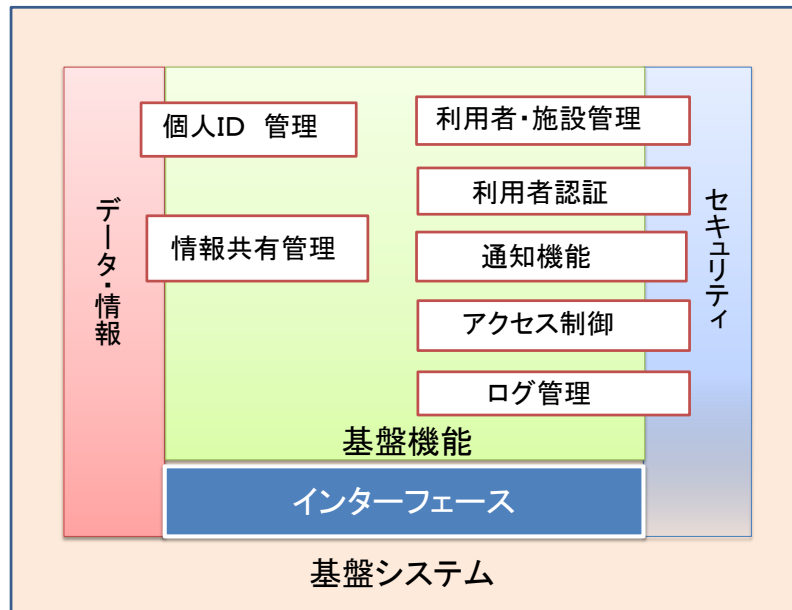 個人ID 管理
利用者・施設管理
利用者認証
データ・情報
セキュリティ
情報共有管理
通知機能
アクセス制御
ログ管理
基盤機能
インターフェース
基盤システム